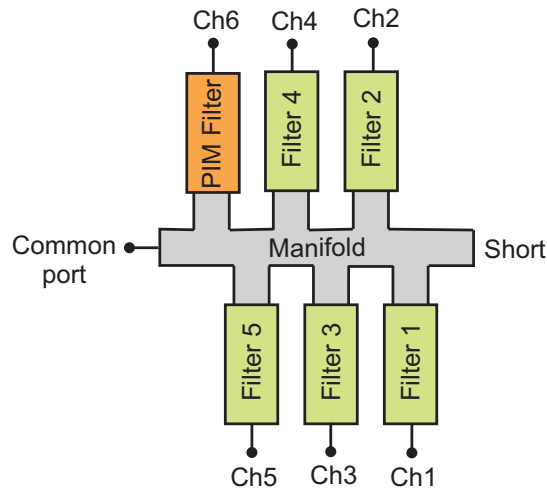 Ch6
Ch4
Ch2
PIM Filter
Filter 4
Filter 2
Common
port
Manifold
Short
Filter 5
Filter 3
Filter 1
Ch5
Ch3
Ch1